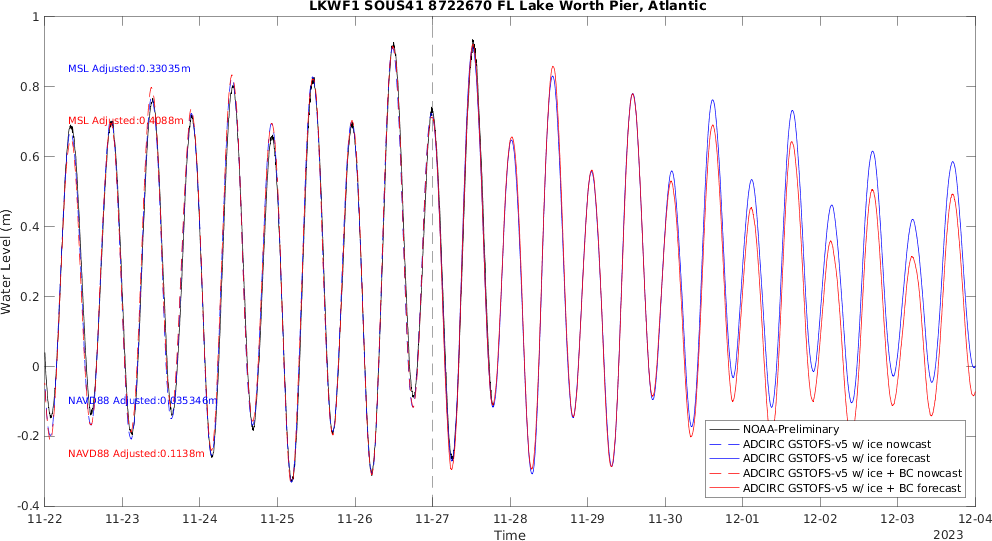 LKWF1 SOUS41 8722670 FL Lake Worth Pier, Atlantic
1
0.8
0.6
0.4
0.2
0
-0.2
-0.4
Water Level (m)
MSL Adjusted:0.33035m
MSL Adjusted:0.4088m
NAVD88 Adjusted:0.035346m
NAVD88 Adjusted:0.1138m
NOAA-Preliminary
ADCIRC GSTOFS-v5 w/ ice nowcast
ADCIRC GSTOFS-v5 w/ ice forecast
ADCIRC GSTOFS-v5 w/ ice + BC nowcast
ADCIRC GSTOFS-v5 w/ ice + BC forecast
11-22 11-23 11-24 11-25 11-26 11-27 11-28 11-29 11-30 12-01 12-02 12-03 12-04
Time
2023